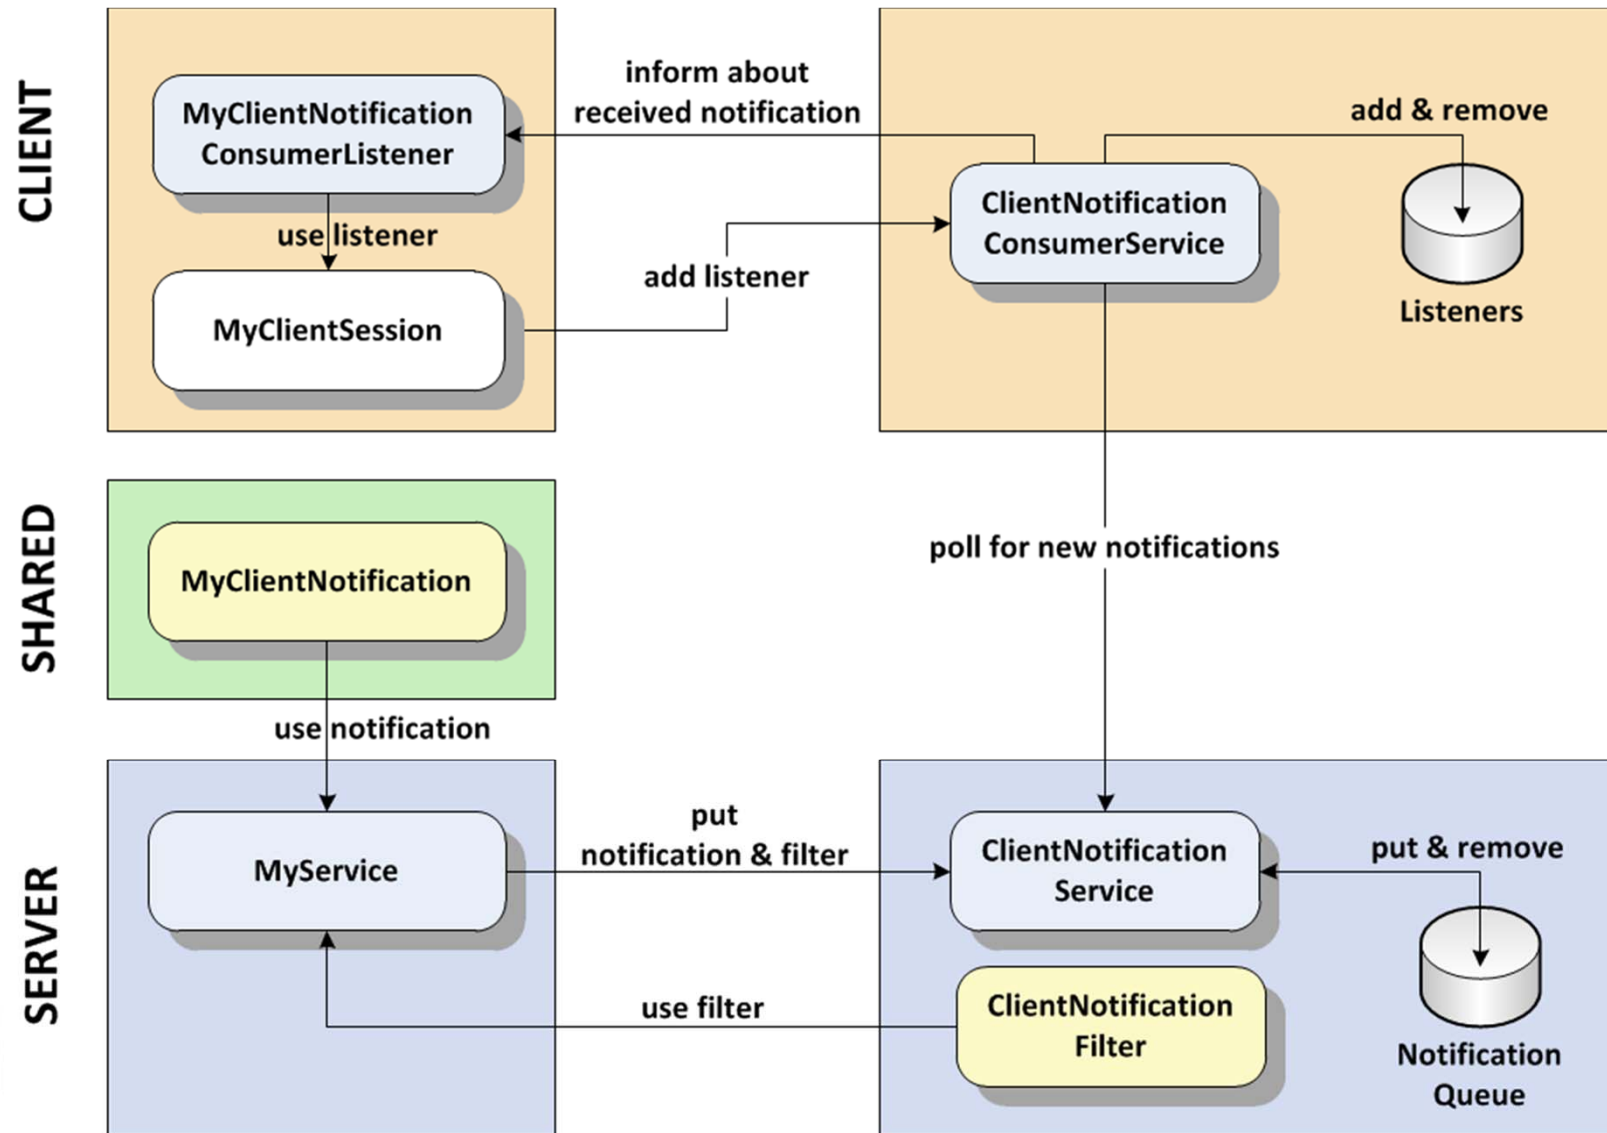 CLIENT
MyClientNotification
ConsumerListener
use listener
MyClientSession
inform about
received notification
add listener
ClientNotification
ConsumerService
add & remove
Listeners
SHARED
MyClientNotification
use notification
poll for new notifications
SERVER
MyService
put
notification & filter
use filter
ClientNotification
Service
put & remove
ClientNotification
Filter
Notification
Queue